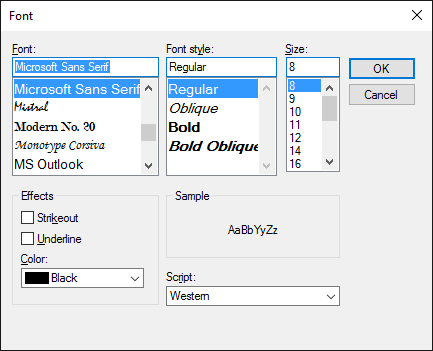 Font
Font:
Font style:
Size:
Microsoft Sans Serif
Regular
8
OK
Microsoft Sans Serif
Mistral
Modern No. 20
Monotype Corsiva
MS Outlook
Regular
Oblique
Bold
Bold Oblique
8
9
10
11
12
14
16
Cancel
Effects
Strikeout
Underline
Color:
Black
Sample
AaBbYyZz
Script:
Western